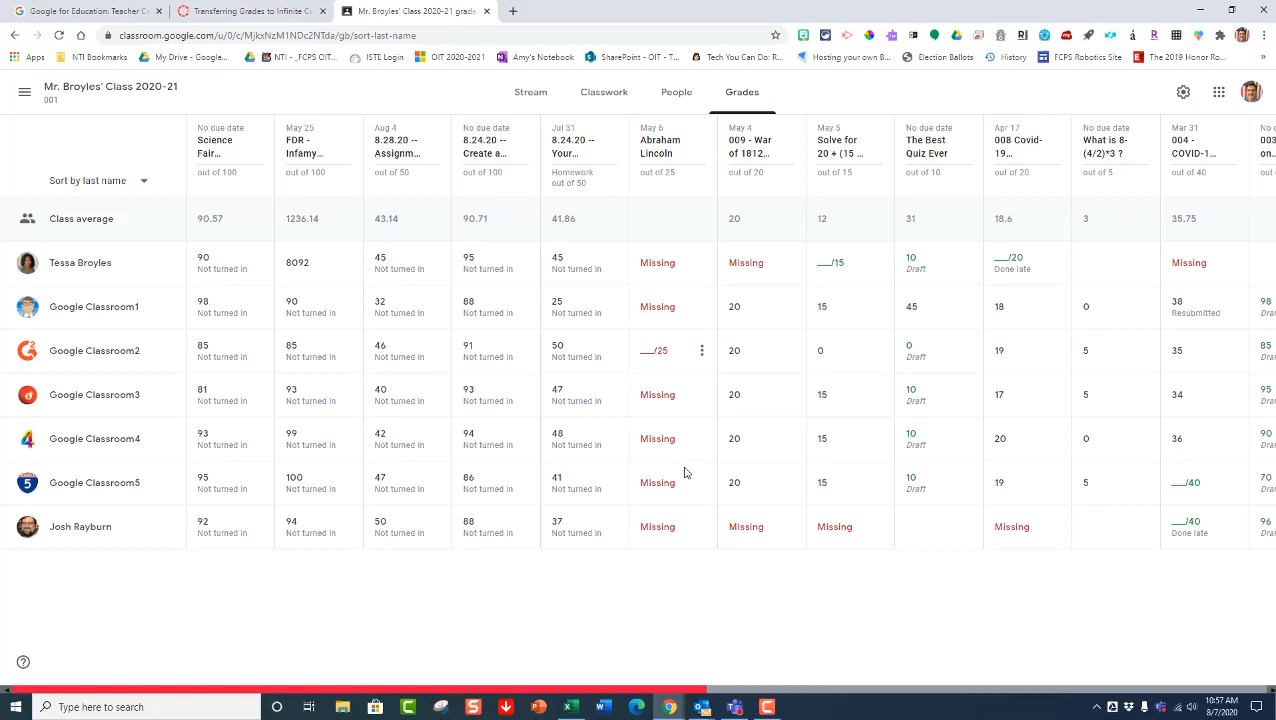 Google for Education: Teacher Ce
Transferring Grades to Infinite Ca
Mr. Broyles' Class 2020-21 grade
classroom.google.com/u/0/c/MjkxNzM1NDc2NTda/gb/sort-last-name
Apps
NTI Bookmarks
My Drive - Google...
NTI - _FCPS OIT...
ISTE Login
2020-2021
Amy's Notebook
SharePoint - OIT - T...
Tech You Can Do: R...
Hosting your own B...
Election Ballots
History
FCPS Robotics Site
The 2019 Honor Ro...
Mr. Broyles' Class 2020-21
001
Stream Classwork People Grades
No due date May 25 Aug 4 No due date Jul 31 May 6 May 4 May 5 No due date Apr 17 No due date Mar 31 No due
Science FDR - 8.28.20 -- 8.24.20 -- 8.24.20 -- Abraham 009 - War Solve for The Best 008 Covid- What is 8- 004 - 003
Fair... Infamy... Assignm... Create a... Your... Lincoln of 1812... 20 + (15 ... Quiz Ever 19... (4/2)*3 ? COVID-1... on...
out of 100 out of 100 out of 50 out of 100 Homework out of 25 out of 20 out of 15 out of 10 out of 20 out of 5 out of 40 out of
out of 50
Sort by last name
Class average 90.57 1236.14 43.14 90.71 41.86 20 12 31 18.6 3 35.75
Tessa Broyles 90 8092 45 95 45 Missing Missing ___/15 10 ___/20 Missing
Not turned in Not turned in Not turned in Not turned in Draft Done late
Google Classroom1 98 90 32 88 25 Missing 20 15 45 18 0 38 98
Not turned in Not turned in Not turned in Not turned in Not turned in Resubmitted Dra
Google Classroom2 85 85 46 91 50 ___/25 20 0 0 19 5 35 85
Not turned in Not turned in Not turned in Not turned in Not turned in Draft Dra
Google Classroom3 81 93 40 93 47 Missing 20 15 10 17 5 34 95
Not turned in Not turned in Not turned in Not turned in Not turned in Draft Dra
Google Classroom4 93 99 42 94 48 Missing 20 15 10 20 0 36 90
Not turned in Not turned in Not turned in Not turned in Not turned in Draft Dra
Google Classroom5 95 100 47 86 41 Missing 20 15 10 19 5 ___/40 70
Not turned in Not turned in Not turned in Not turned in Not turned in Draft Dra
Josh Rayburn 92 94 50 88 37 Missing Missing Missing Missing ___/40 96
Not turned in Not turned in Not turned in Not turned in Not turned in Done late Dra
Type here to search
10:57 AM
8/7/2020